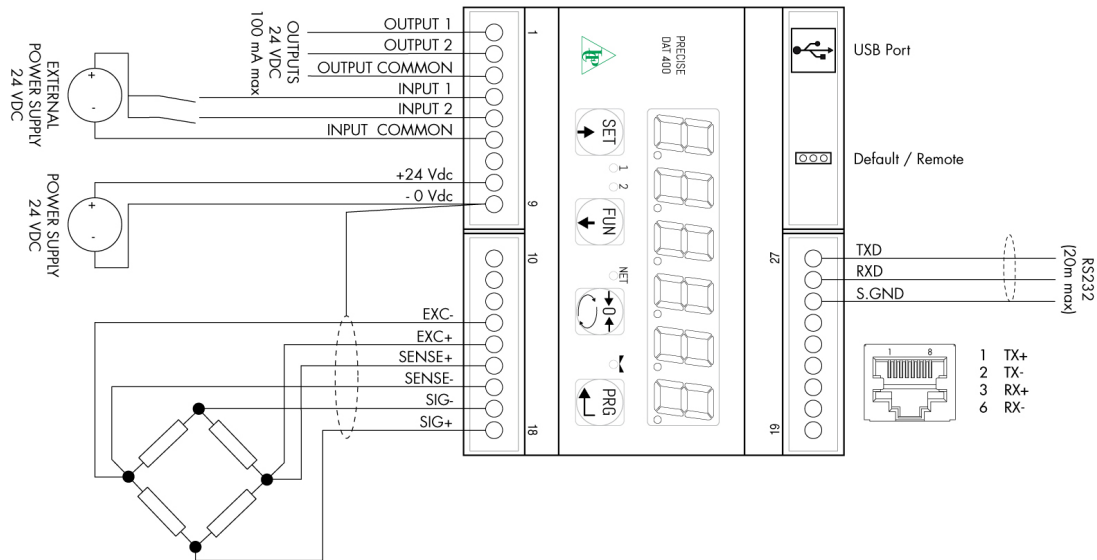 OUTPUT 1
OUTPUT 2
OUTPUT COMMON
INPUT 1
INPUT 2
INPUT COMMON
+24 Vdc
- 0 Vdc
OUTPUTS
24 VDC
100 mA max
EXTERNAL
POWER SUPPLY
24 VDC
+
-
POWER SUPPLY
24 VDC
+
-
1
9
10
18
EXC-
EXC+
SENSE+
SENSE-
SIG-
SIG+
PRECISE
DAT 400
SET
1
2
FUN
NET
0
PRG
USB Port
Default / Remote
27
19
TXD
RXD
S.GND
RS232
(20m max)
1 8
1 TX+
2 TX-
3 RX+
6 RX-